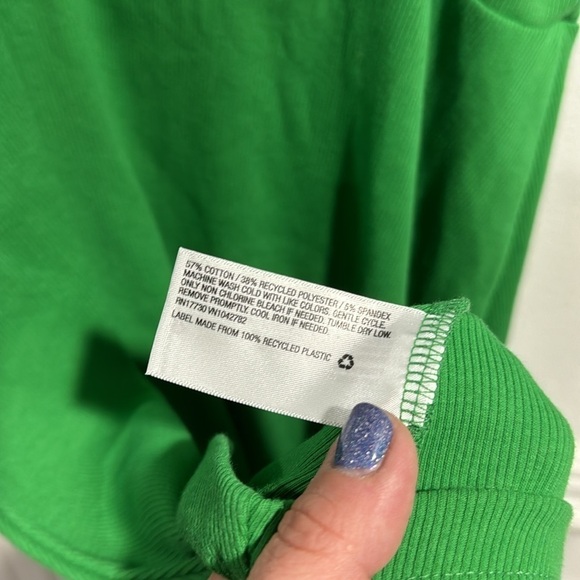 57% COTTON / 38% RECYCLED POLYESTER / 5% SPANDEX
MACHINE WASH COLD WITH LIKE COLORS, GENTLE CYCLE.
ONLY NON CHLORINE BLEACH IF NEEDED. TUMBLE DRY LOW.
REMOVE PROMPTLY. COOL IRON IF NEEDED.
RN17730 VN1042782
LABEL MADE FROM 100% RECYCLED PLASTIC